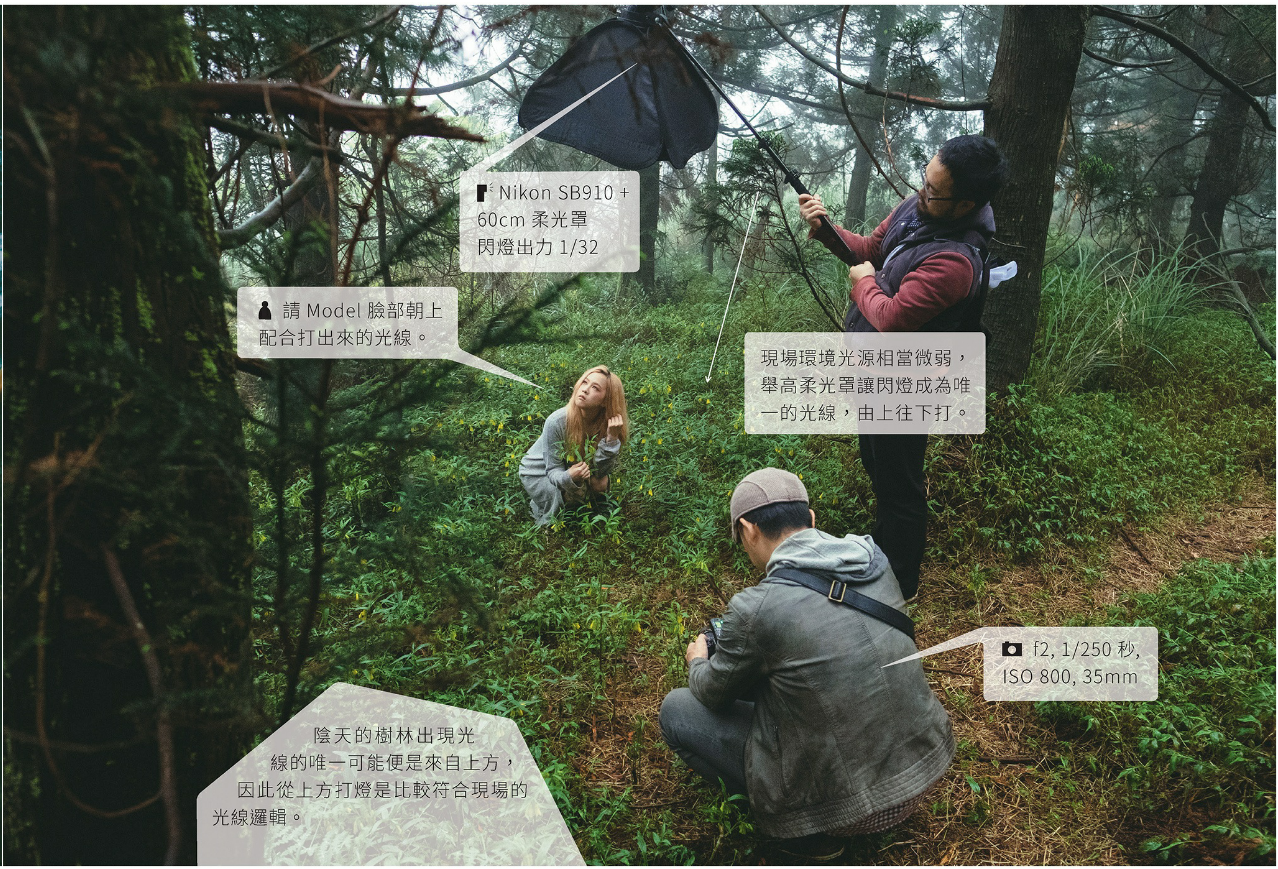 Nikon SB910 +
60cm 柔光罩
閃燈出力 1/32
請 Model 臉部朝上
配合打出來的光線。
現場環境光源相當微弱，
舉高柔光罩讓閃燈成為唯
一的光線，由上往下打。
f2, 1/250 秒,
ISO 800, 35mm
陰天的樹林出現光
線的唯一可能便是來自上方，
因此從上方打燈是比較符合現場的
光線邏輯。